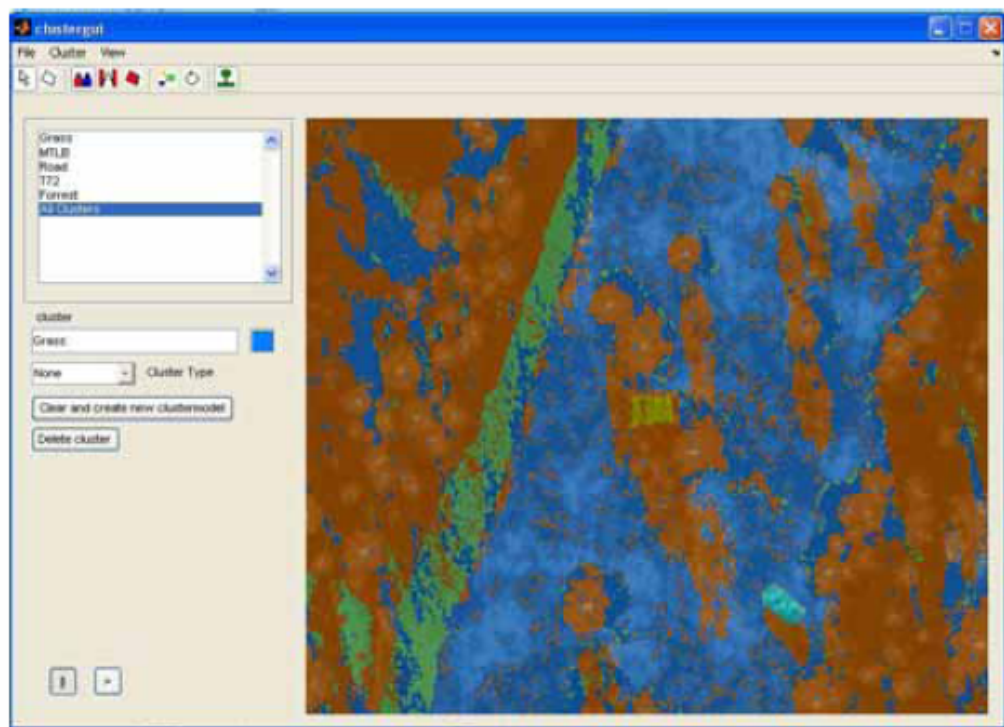 clustergui
File Cluster View
Grass
MTLB
Road
T72
Forrest
All Clusters
cluster
Grass
None Cluster Type
Clear and create new clustermodel
Delete cluster